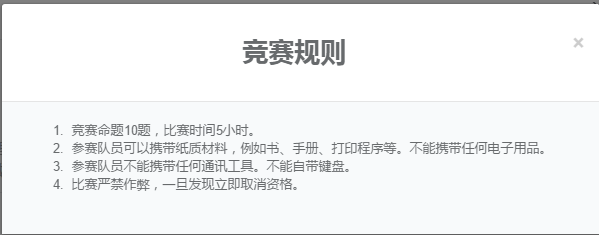 竞赛规则
×
1. 竞赛命题10题，比赛时间5小时。
2. 参赛队员可以携带纸质材料，例如书、手册、打印程序等。不能携带任何电子用品。
3. 参赛队员不能携带任何通讯工具。不能自带键盘。
4. 比赛严禁作弊，一旦发现立即取消资格。